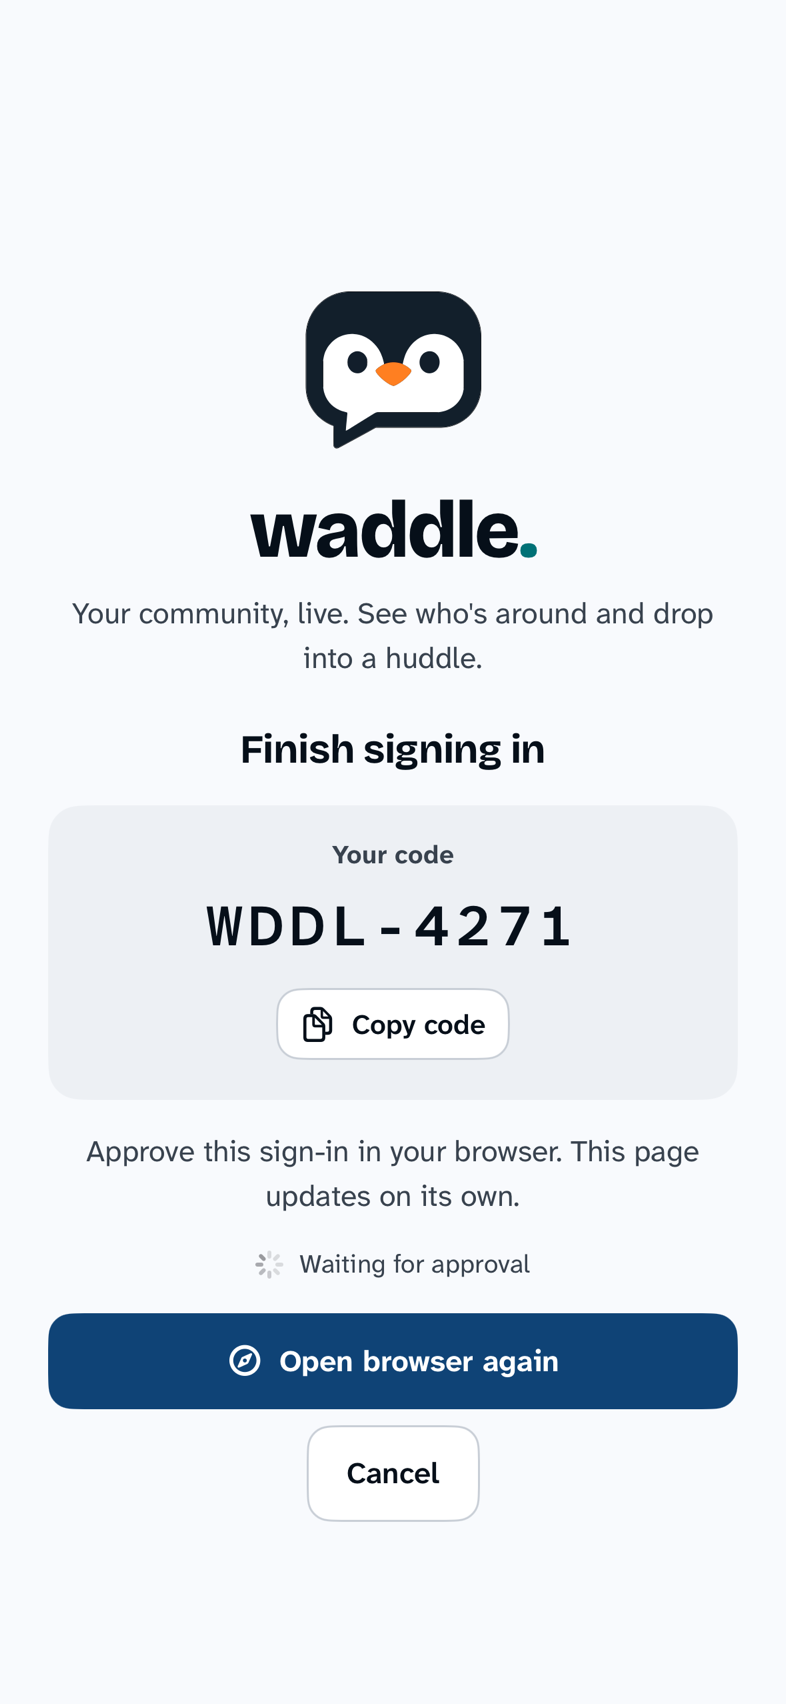 waddle.
Your community, live. See who's around and drop
into a huddle.
Finish signing in
Your code
WDDL-4271
Copy code
Approve this sign-in in your browser. This page
updates on its own.
Waiting for approval
Open browser again
Cancel